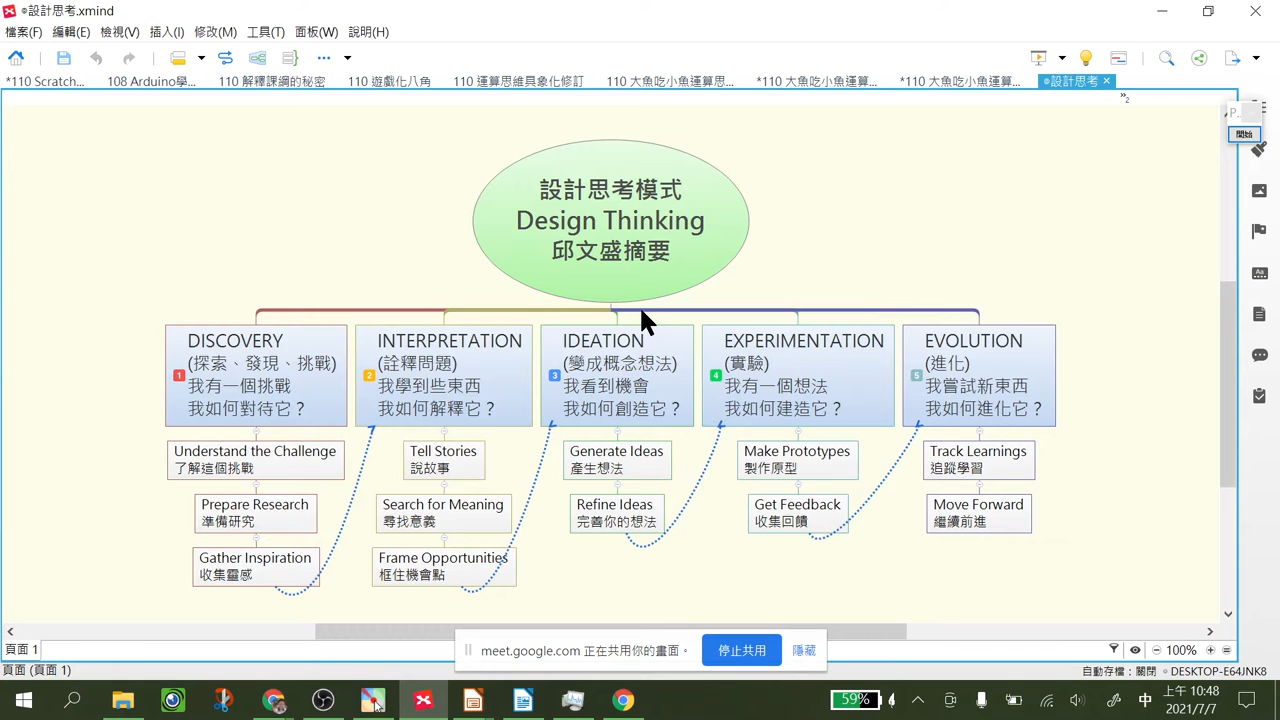 ●設計思考.xmind
檔案(F) 編輯(E) 檢視(V) 插入(I) 修改(M) 工具(T) 面板(W) 說明(H)
*110 Scratch... 108 Arduino學... 110 解釋課綱的秘密 110 遊戲化八角 110 運算思維具象化修訂 110 大魚吃小魚運算思... *110 大魚吃小魚運算... *110 大魚吃小魚運算... ●設計思考
»2
P...
開始
設計思考模式
Design Thinking
邱文盛摘要
DISCOVERY
(探索、發現、挑戰)
1 我有一個挑戰
我如何對待它？
Understand the Challenge
了解這個挑戰
Prepare Research
準備研究
Gather Inspiration
收集靈感
INTERPRETATION
(詮釋問題)
2 我學到些東西
我如何解釋它？
Tell Stories
說故事
Search for Meaning
尋找意義
Frame Opportunities
框住機會點
IDEATION
(變成概念想法)
3 我看到機會
我如何創造它？
Generate Ideas
產生想法
Refine Ideas
完善你的想法
EXPERIMENTATION
(實驗)
4 我有一個想法
我如何建造它？
Make Prototypes
製作原型
Get Feedback
收集回饋
EVOLUTION
(進化)
5 我嘗試新東西
我如何進化它？
Track Learnings
追蹤學習
Move Forward
繼續前進
meet.google.com 正在共用你的畫面。 停止共用 隱藏
頁面 1
100%
頁面 (頁面 1)
自動存檔：關閉 DESKTOP-E64JNK8
59%
中
上午 10:48
2021/7/7